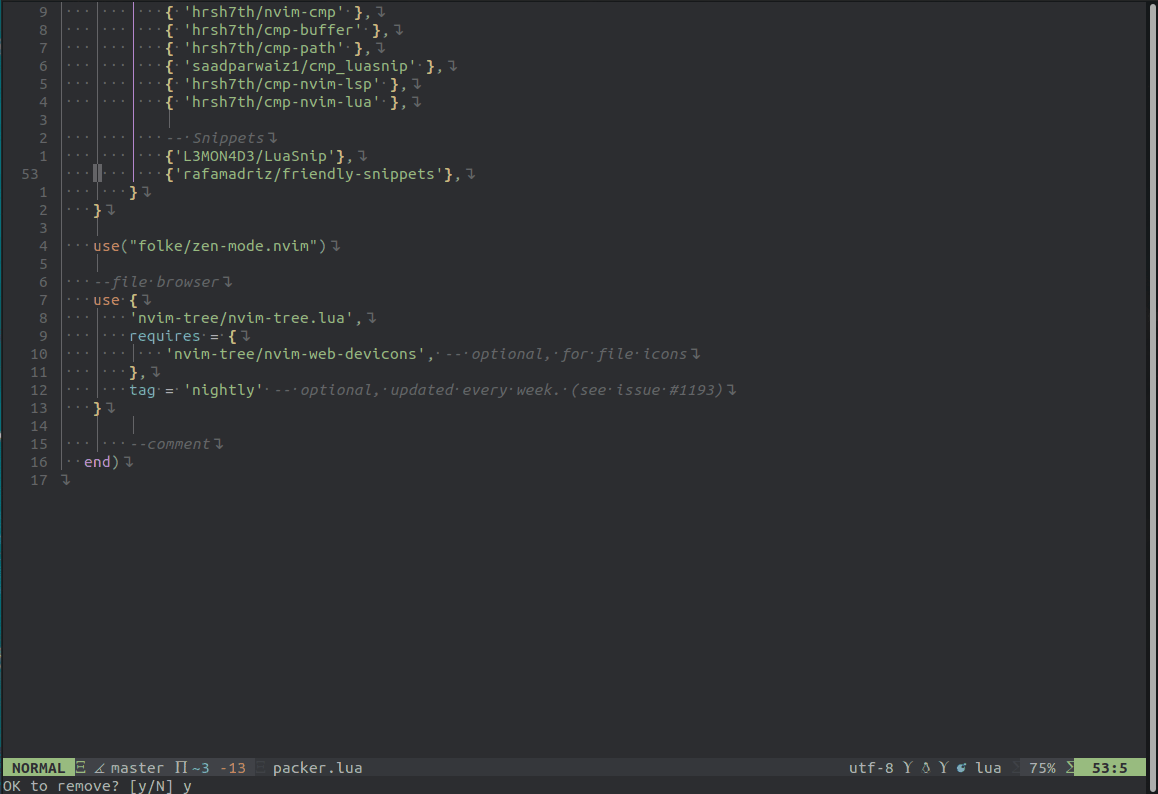 9 { 'hrsh7th/nvim-cmp' },
8 { 'hrsh7th/cmp-buffer' },
7 { 'hrsh7th/cmp-path' },
6 { 'saadparwaiz1/cmp_luasnip' },
5 { 'hrsh7th/cmp-nvim-lsp' },
4 { 'hrsh7th/cmp-nvim-lua' },
3
2 -- Snippets
1 {'L3MON4D3/LuaSnip'},
53 {'rafamadriz/friendly-snippets'},
1 }
2 }
3
4 use("folke/zen-mode.nvim")
5
6 --file browser
7 use {
8 'nvim-tree/nvim-tree.lua',
9 requires = {
10 'nvim-tree/nvim-web-devicons', -- optional, for file icons
11 },
12 tag = 'nightly' -- optional, updated every week. (see issue #1193)
13 }
14
15 --comment
16 end)
17
NORMAL Ξ master Π ~3 -13 packer.lua utf-8 Υ Υ lua 75% Σ 53:5
OK to remove? [y/N] y